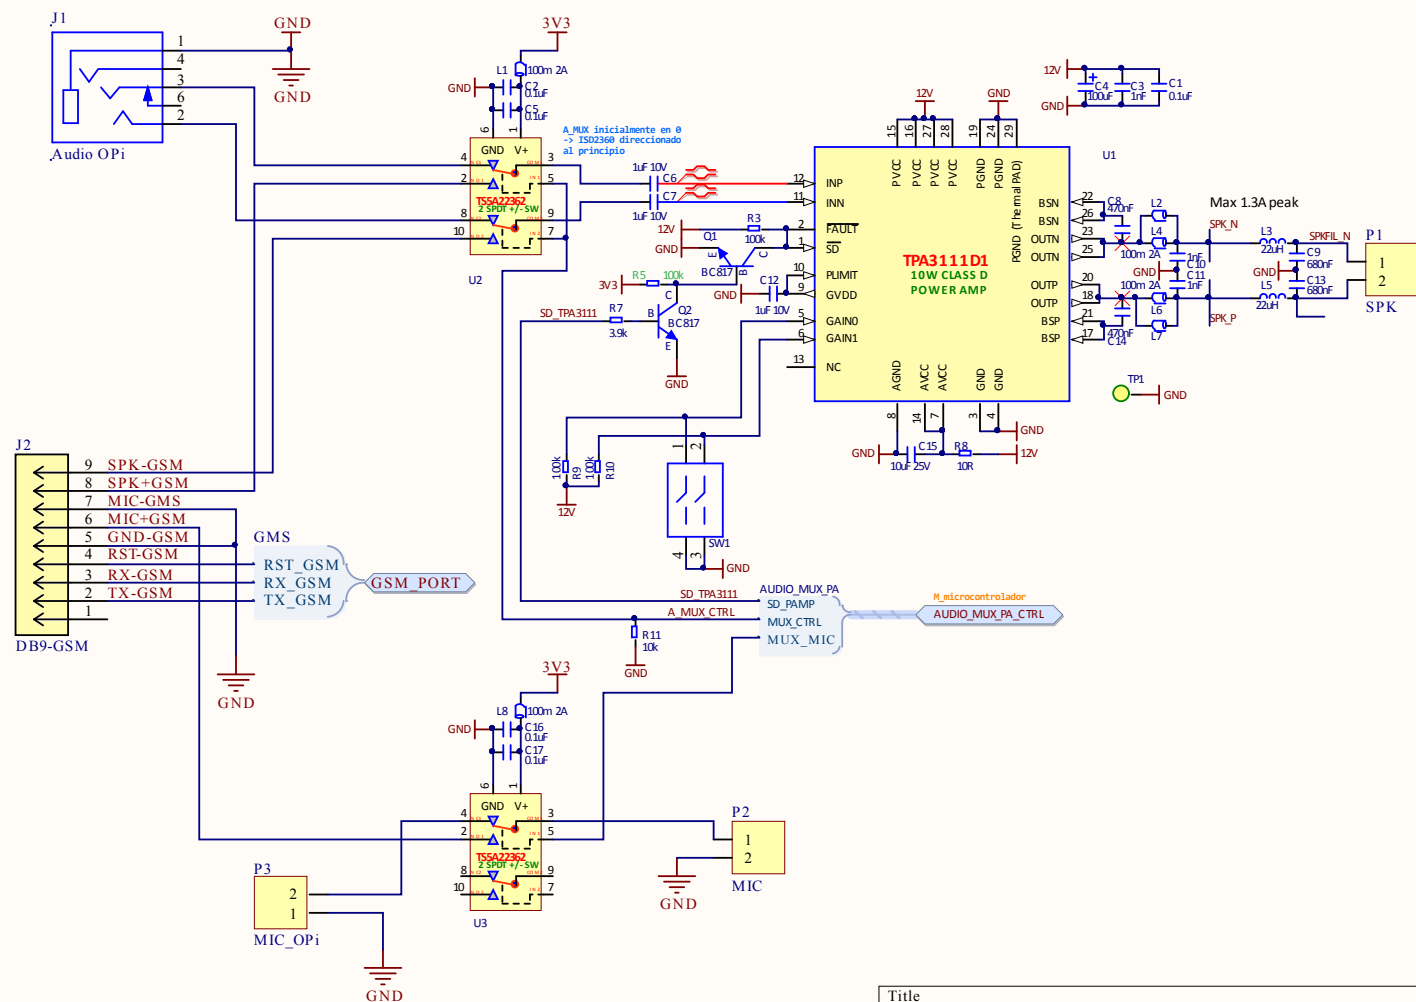 J1
GND
GND
1
4
3
6
2
Audio OPi
3V3
L1
100m 2A
GND
C2
0.1uF
C5
0.1uF
6
1
GND V+
4
2
8
10
3
5
9
7
TS5A22362
2 SPDT +/- SW
U2
A_MUX inicialmente en 0
-> ISD2360 direccionado
al principio
1uF 10V
C6
C7
1uF 10V
12V
R3
100k
GND
Q1
E
C
B
BC817
3V3
R5 100k
GND
C12
1uF 10V
SD_TPA3111
R7
3.9k
B
C
Q2
BC817
E
GND
12V
GND
15
16
27
28
19
24
29
PVCC
PVCC
PVCC
PVCC
PGND
PGND
PGND (Thermal PAD)
U1
12 INP
11 INN
2 FAULT
1 SD
10 PLIMIT
9 GVDD
5 GAIN0
6 GAIN1
13 NC
TPA3111D1
10W CLASS D
POWER AMP
BSN 22
BSN 26
OUTN 23
OUTN 25
OUTP 20
OUTP 18
BSP 21
BSP 17
AGND
AVCC
AVCC
GND
GND
8
14
7
3
4
GND
GND
C15
10uF 25V
R8
10R
12V
12V
GND
C4
100uF
C3
1nF
C1
0.1uF
C8
470nF
L2
L4
100m 2A
1nF
C10
GND
C11
1nF
100m 2A
L6
L7
470nF
C14
Max 1.3A peak
SPK_N
SPK_P
L3
22uH
L5
22uH
GND
SPKFIL_N
C9
680nF
C13
680nF
P1
1
2
SPK
TP1
GND
100k
R9
100k
R10
12V
1
2
4
3
SW1
GND
J2
9 SPK-GSM
8 SPK+GSM
7 MIC-GMS
6 MIC+GSM
5 GND-GSM
4 RST-GSM
3 RX-GSM
2 TX-GSM
1
DB9-GSM
GND
GMS
RST_GSM
RX_GSM
TX_GSM
GSM_PORT
SD_TPA3111
A_MUX_CTRL
R11
10k
GND
AUDIO_MUX_PA
SD_PAMP
MUX_CTRL
MUX_MIC
M_microcontrolador
AUDIO_MUX_PA_CTRL
3V3
L8
100m 2A
GND
C16
0.1uF
C17
0.1uF
6
1
GND V+
4
2
8
10
3
5
9
7
TS5A22362
2 SPDT +/- SW
U3
P2
1
2
MIC
GND
P3
2
1
MIC_OPi
GND
Title